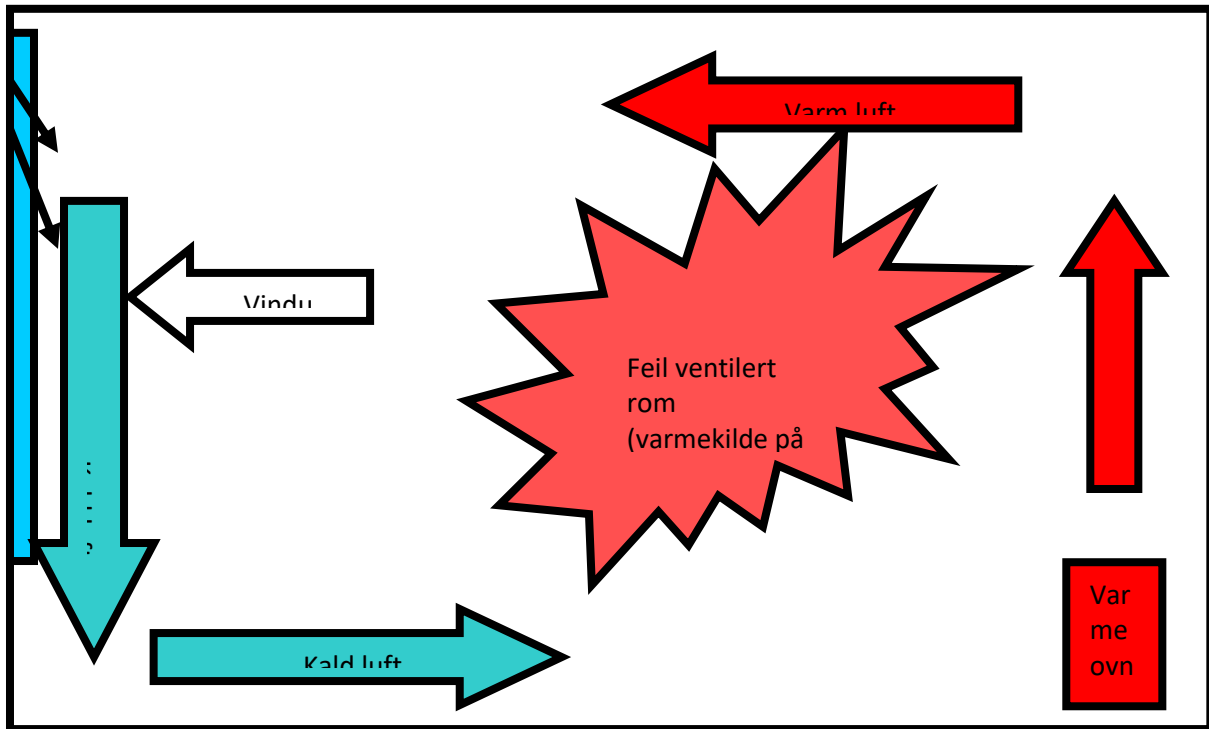 Varm luft
Vindu
Feil ventilert
rom
(varmekilde på
Kald luft
Var
me
ovn